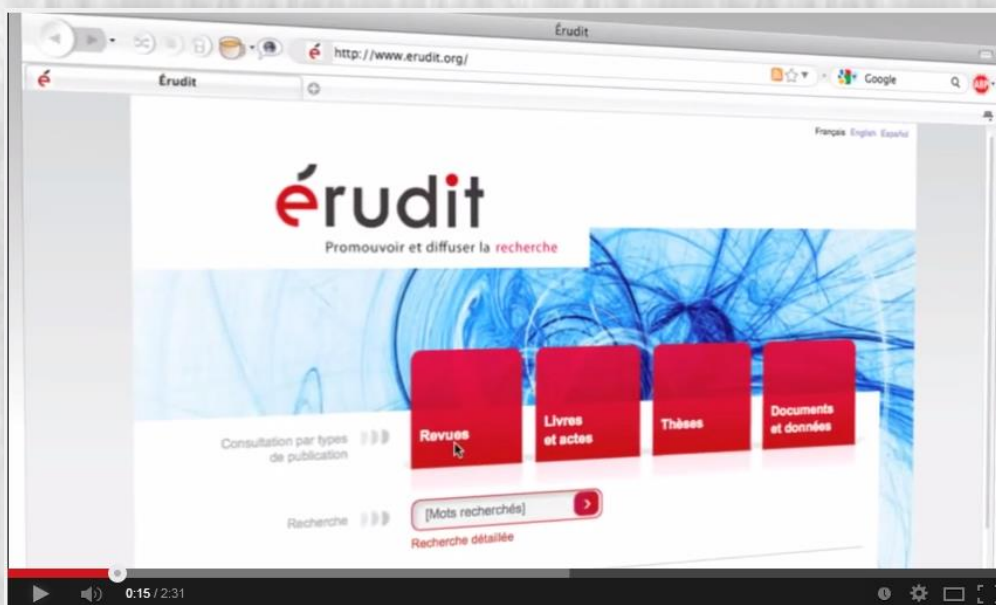 Érudit
http://www.erudit.org/
Google
Érudit
Français English Español
érudit
Promouvoir et diffuser la recherche
Consultation par types
de publication
Revues
Livres
et actes
Thèses
Documents
et données
Recherche
[Mots recherchés]
Recherche détaillée
0:15 / 2:31